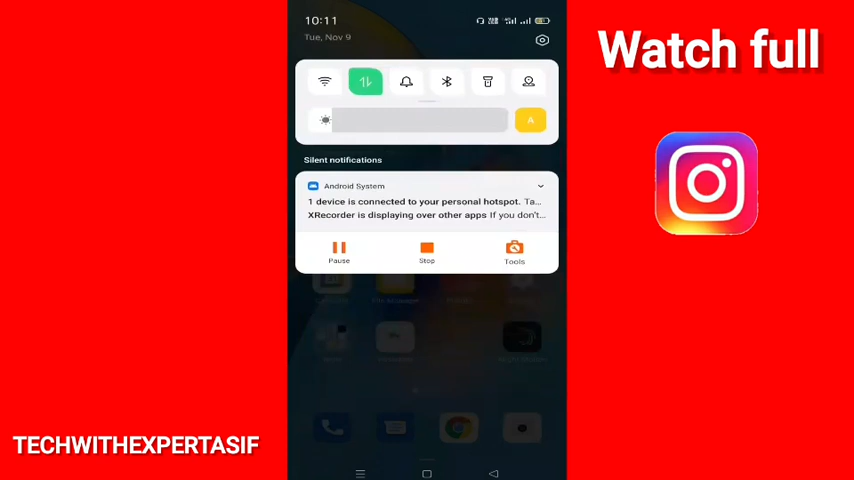 10:11
Tue, Nov 9
Watch full
A
Silent notifications
Android System
1 device is connected to your personal hotspot. Ta...
XRecorder is displaying over other apps If you don't...
Pause
Stop
Tools
TECHWITHEXPERTASIF